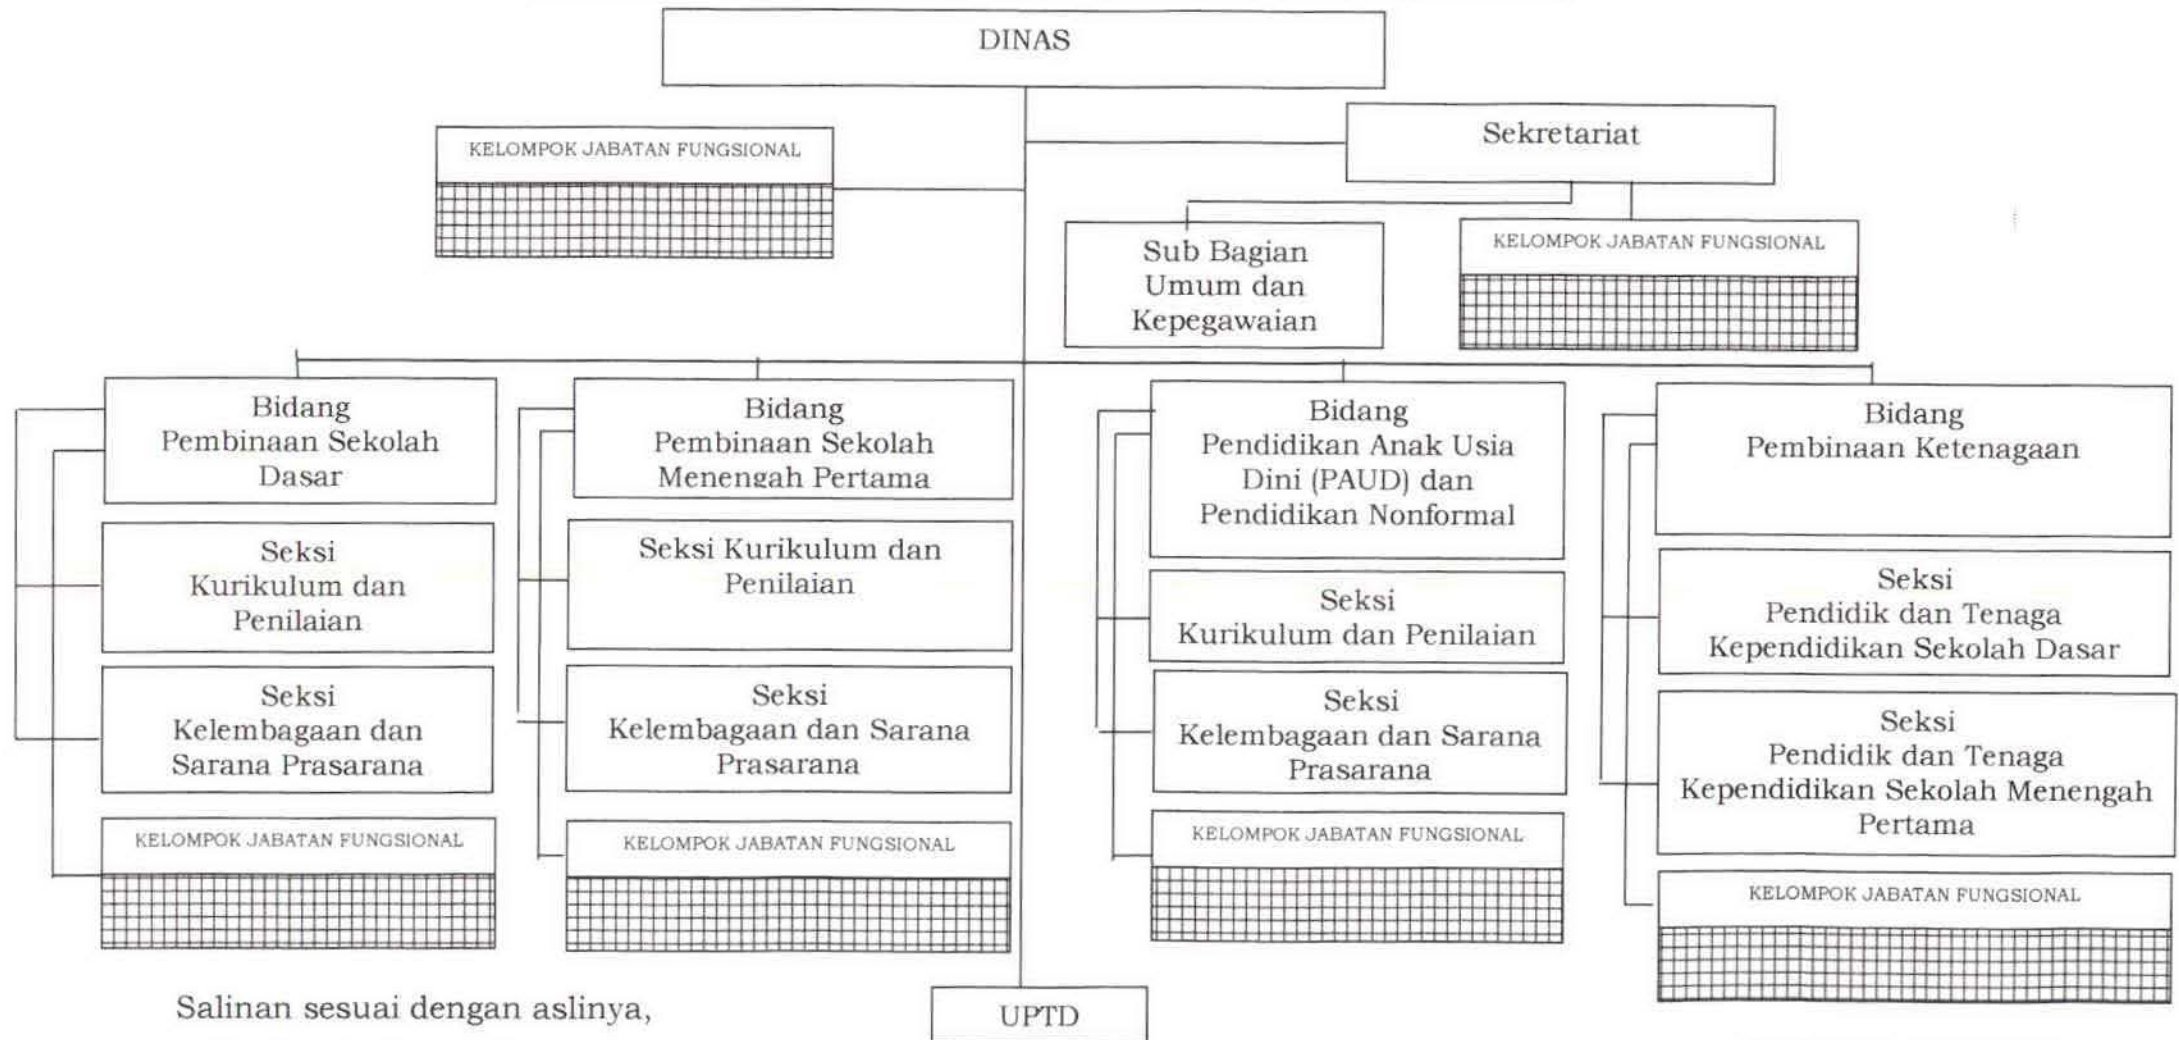 DINAS
Sekretariat
KELOMPOK JABATAN FUNGSIONAL
Sub Bagian
Umum dan
Kepegawaian
KELOMPOK JABATAN FUNGSIONAL
Bidang
Pembinaan Sekolah
Dasar
Seksi
Kurikulum dan
Penilaian
Seksi
Kelembagaan dan
Sarana Prasarana
KELOMPOK JABATAN FUNGSIONAL
Bidang
Pembinaan Sekolah
Menengah Pertama
Seksi Kurikulum dan
Penilaian
Seksi
Kelembagaan dan Sarana
Prasarana
KELOMPOK JABATAN FUNGSIONAL
Bidang
Pendidikan Anak Usia
Dini (PAUD) dan
Pendidikan Nonformal
Seksi
Kurikulum dan Penilaian
Seksi
Kelembagaan dan Sarana
Prasarana
KELOMPOK JABATAN FUNGSIONAL
Bidang
Pembinaan Ketenagaan
Seksi
Pendidik dan Tenaga
Kependidikan Sekolah Dasar
Seksi
Pendidik dan Tenaga
Kependidikan Sekolah Menengah
Pertama
KELOMPOK JABATAN FUNGSIONAL
Salinan sesuai dengan aslinya,
UPTD